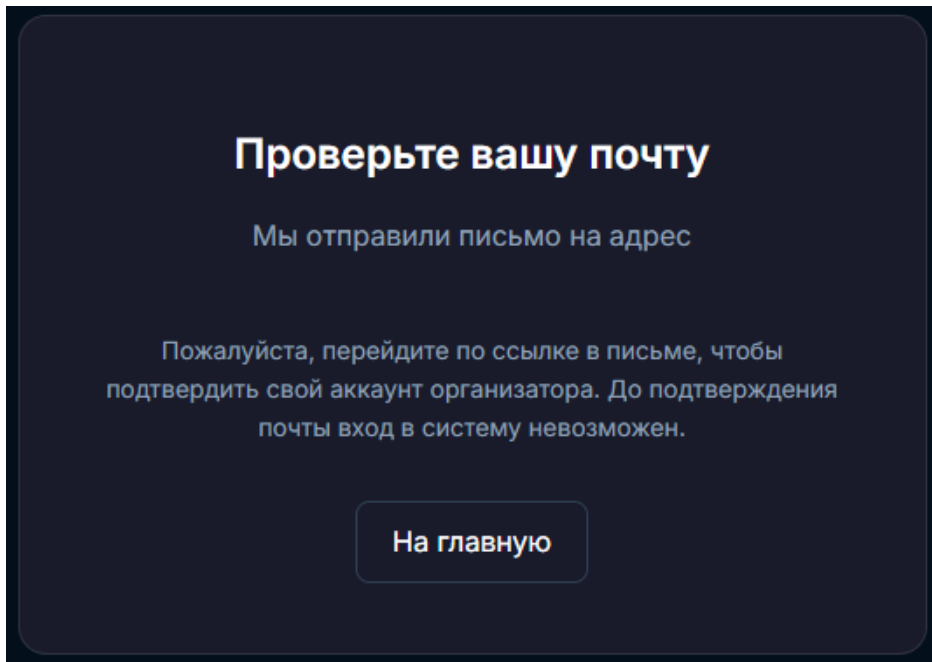 Проверьте вашу почту
Мы отправили письмо на адрес
Пожалуйста, перейдите по ссылке в письме, чтобы
подтвердить свой аккаунт организатора. До подтверждения
почты вход в систему невозможен.
На главную